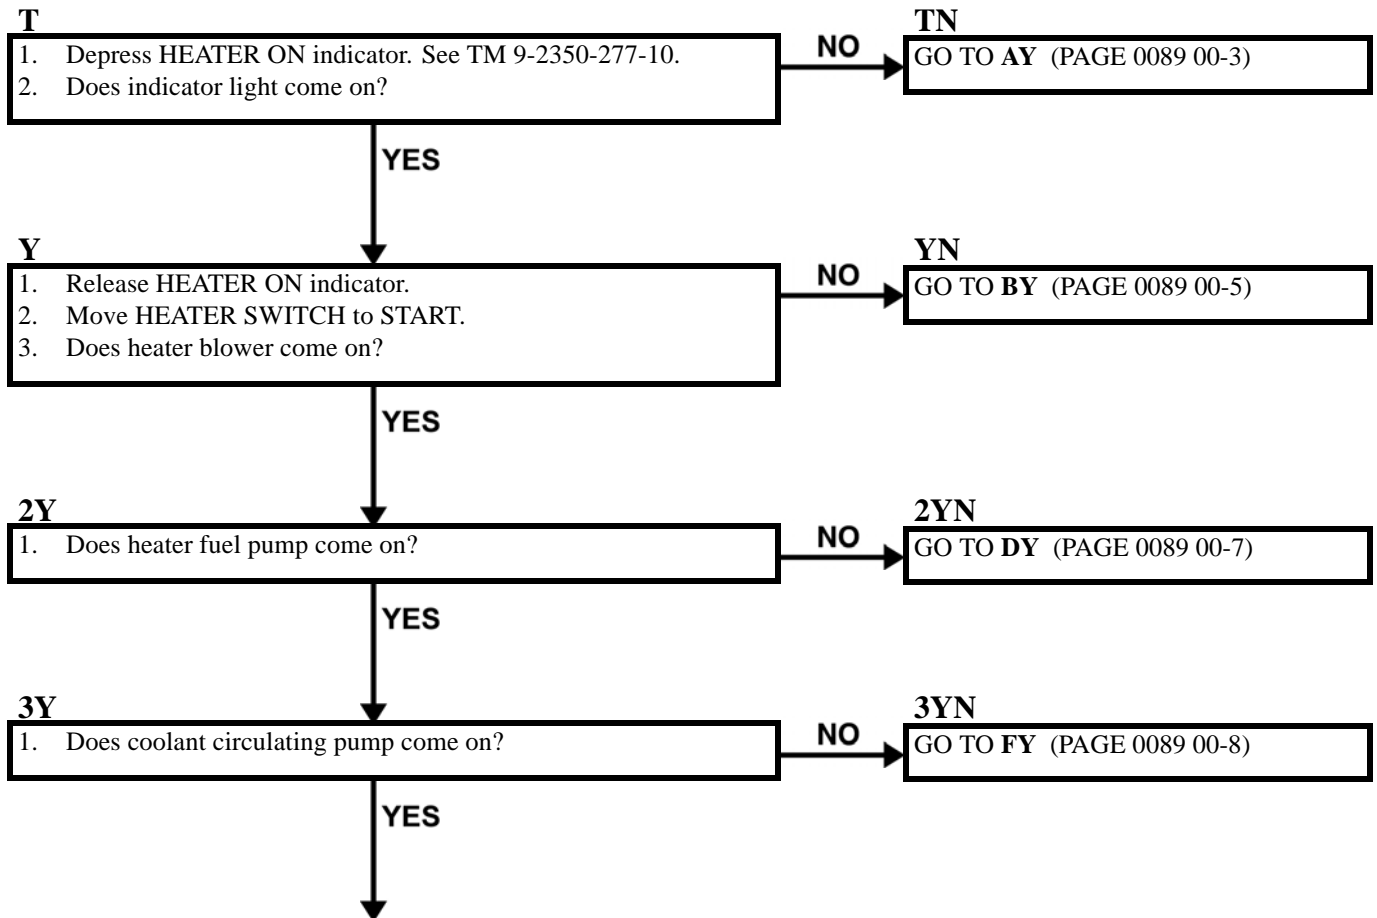 T
1. Depress HEATER ON indicator. See TM 9-2350-277-10.
2. Does indicator light come on?
NO
TN
GO TO AY (PAGE 0089 00-3)
YES
Y
1. Release HEATER ON indicator.
2. Move HEATER SWITCH to START.
3. Does heater blower come on?
NO
YN
GO TO BY (PAGE 0089 00-5)
YES
2Y
1. Does heater fuel pump come on?
NO
2YN
GO TO DY (PAGE 0089 00-7)
YES
3Y
1. Does coolant circulating pump come on?
NO
3YN
GO TO FY (PAGE 0089 00-8)
YES